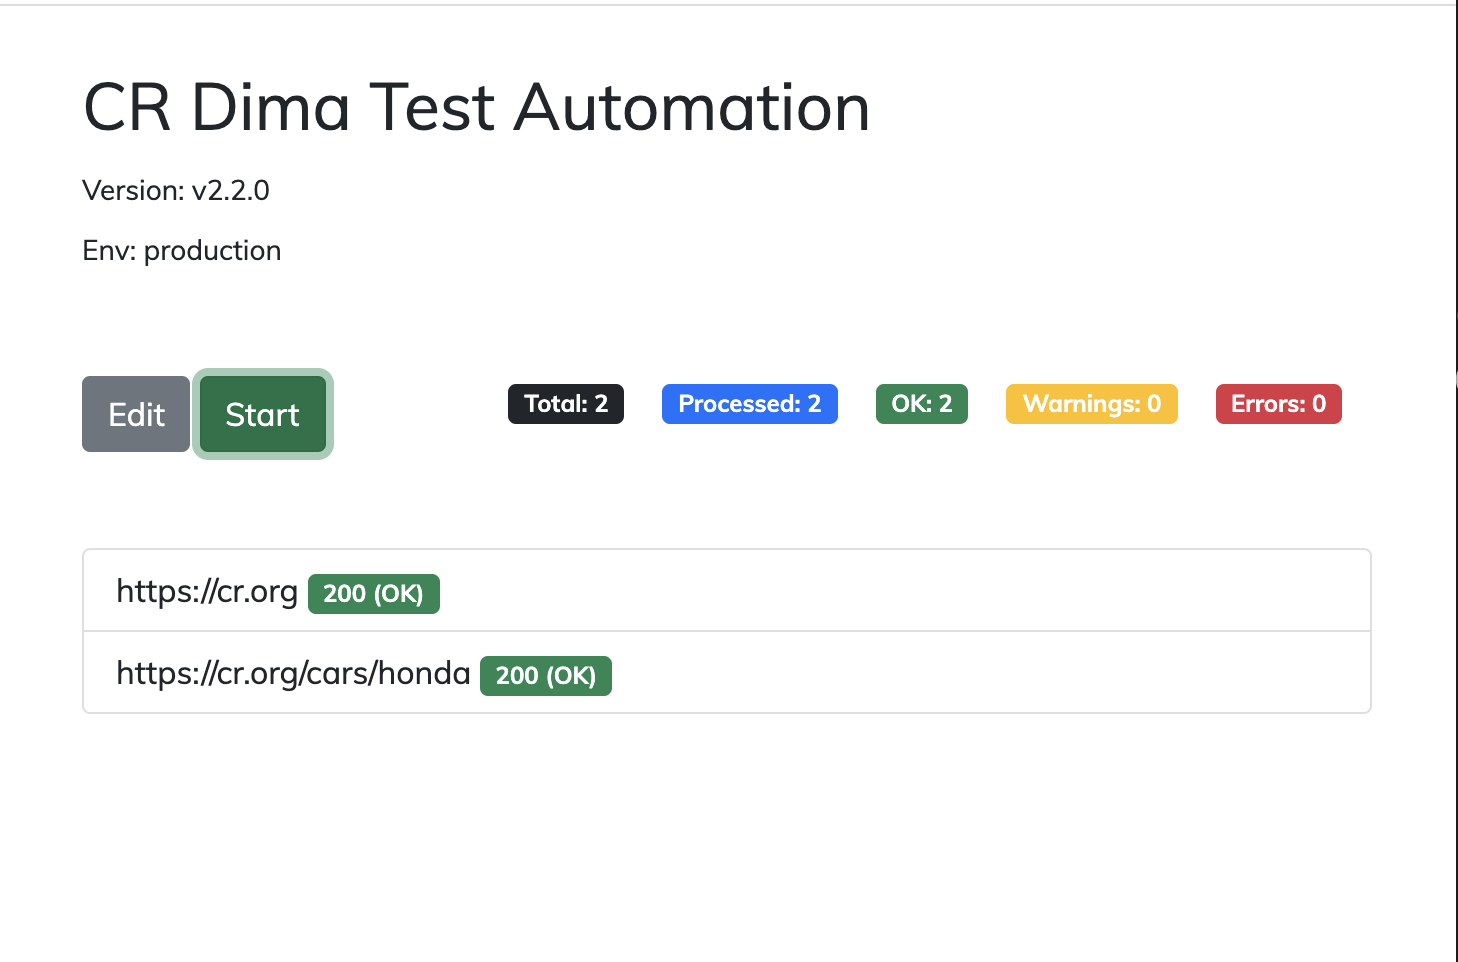 CR Dima Test Automation
Version: v2.2.0
Env: production
Edit Start Total: 2 Processed: 2 OK: 2 Warnings: 0 Errors: 0
https://cr.org 200 (OK)
https://cr.org/cars/honda 200 (OK)